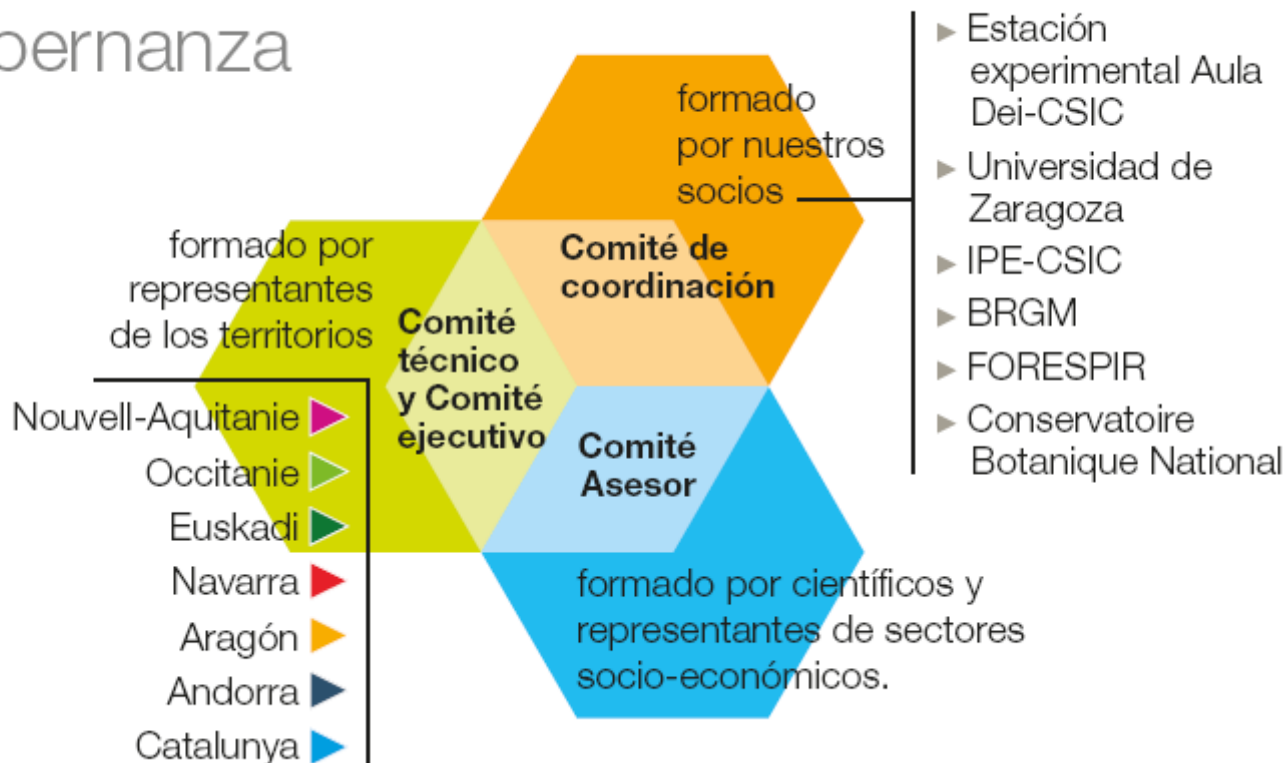 bernanza
formado
por nuestros
socios
Estación
experimental Aula
Dei-CSIC
Universidad de
Zaragoza
IPE-CSIC
BRGM
FORESPIR
Conservatoire
Botanique National
Comité de
coordinación
formado por
representantes
de los territorios
Comité
técnico
y Comité
ejecutivo
Nouvell-Aquitanie
Occitanie
Euskadi
Navarra
Aragón
Andorra
Catalunya
Comité
Asesor
formado por científicos y
representantes de sectores
socio-económicos.